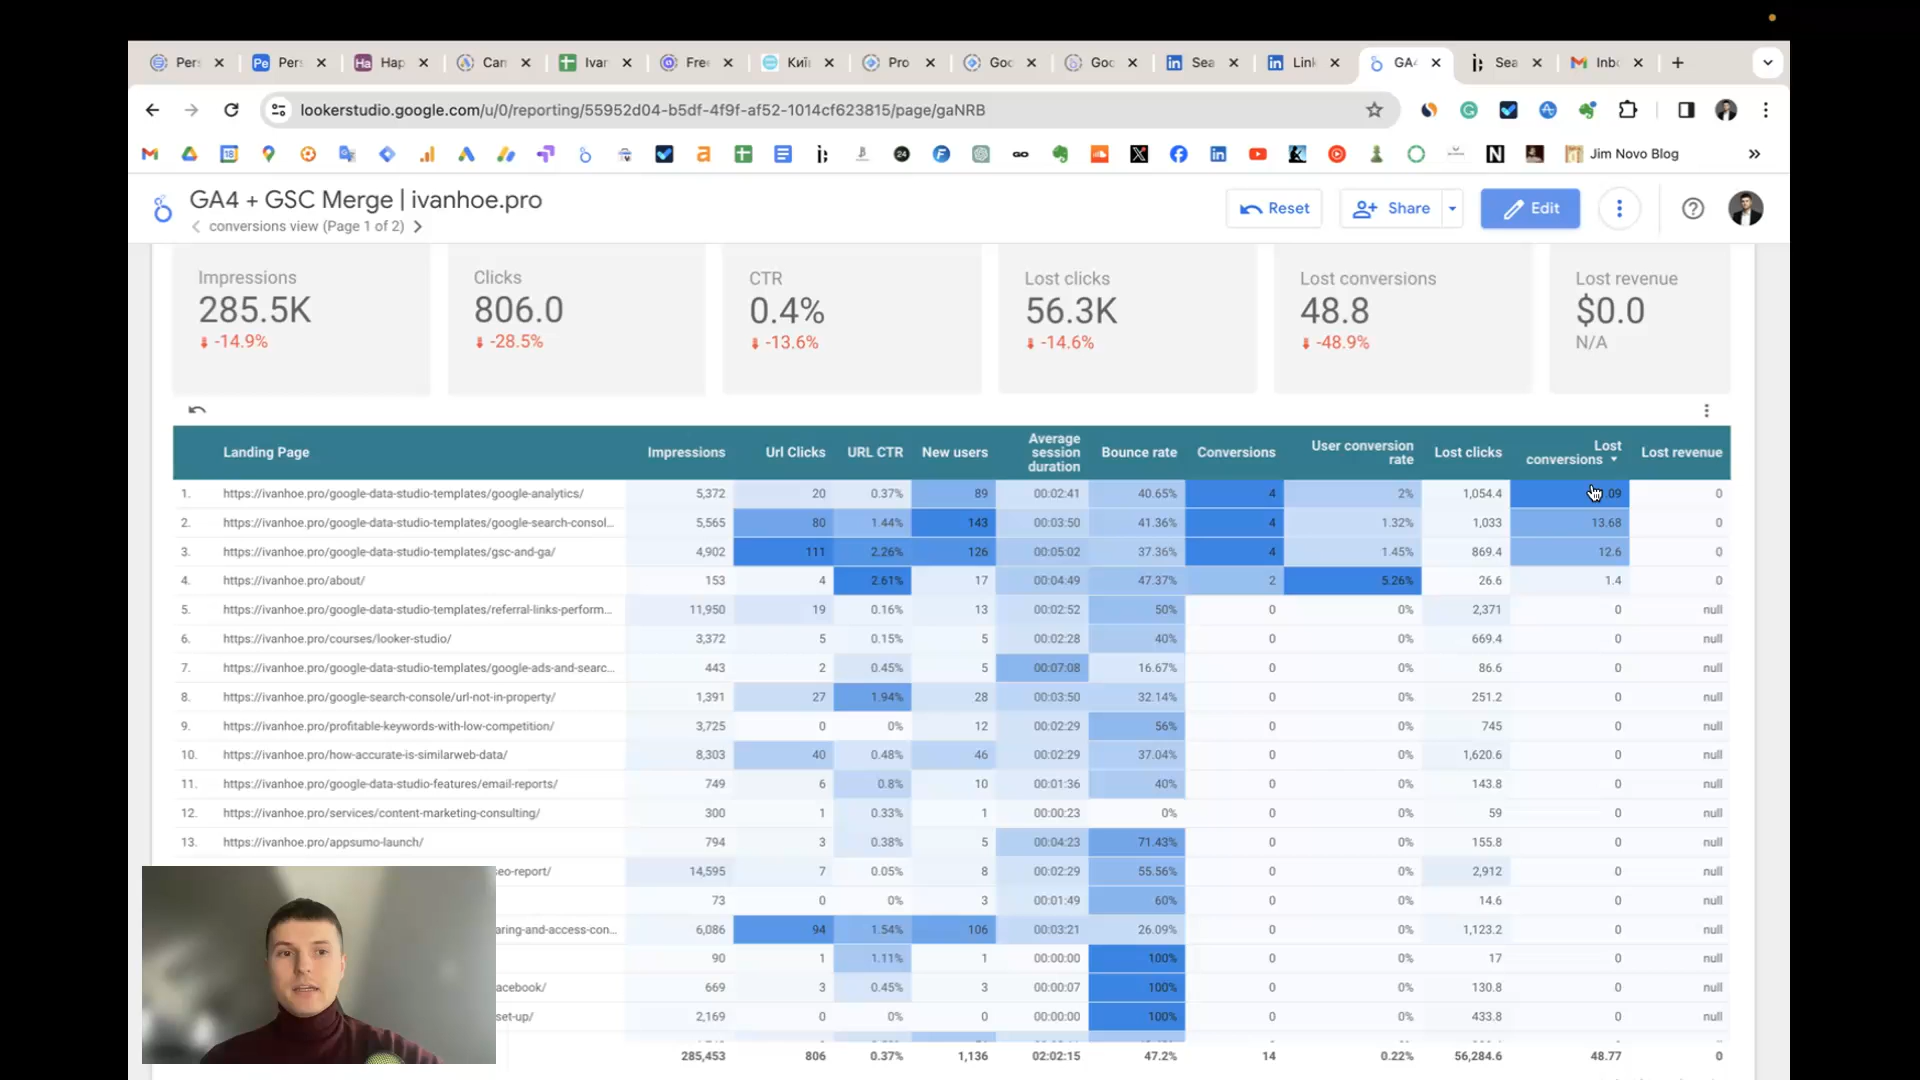 Per
Pers
Hap
Can
Ivar
Free
Київ
Pro
Goo
Goo
Sea
Link
GA4
Sea
Inb
lookerstudio.google.com/u/0/reporting/55952d04-b5df-4f9f-af52-1014cf623815/page/gaNRB
Jim Novo Blog
GA4 + GSC Merge | ivanhoe.pro
conversions view (Page 1 of 2)
Reset
Share
Edit
Impressions
285.5K
-14.9%
Clicks
806.0
-28.5%
CTR
0.4%
-13.6%
Lost clicks
56.3K
-14.6%
Lost conversions
48.8
-48.9%
Lost revenue
$0.0
N/A
Landing Page Impressions Url Clicks URL CTR New users Average session duration Bounce rate Conversions User conversion rate Lost clicks Lost conversions Lost revenue
1. https://ivanhoe.pro/google-data-studio-templates/google-analytics/ 5,372 20 0.37% 89 00:02:41 40.65% 4 2% 1,054.4 09 0
2. https://ivanhoe.pro/google-data-studio-templates/google-search-consol... 5,565 80 1.44% 143 00:03:50 41.36% 4 1.32% 1,033 13.68 0
3. https://ivanhoe.pro/google-data-studio-templates/gsc-and-ga/ 4,902 111 2.26% 126 00:05:02 37.36% 4 1.45% 869.4 12.6 0
4. https://ivanhoe.pro/about/ 153 4 2.61% 17 00:04:49 47.37% 2 5.26% 26.6 1.4 0
5. https://ivanhoe.pro/google-data-studio-templates/referral-links-perform... 11,950 19 0.16% 13 00:02:52 50% 0 0% 2,371 0 null
6. https://ivanhoe.pro/courses/looker-studio/ 3,372 5 0.15% 5 00:02:28 40% 0 0% 669.4 0 null
7. https://ivanhoe.pro/google-data-studio-templates/google-ads-and-searc... 443 2 0.45% 5 00:07:08 16.67% 0 0% 86.6 0 null
8. https://ivanhoe.pro/google-search-console/url-not-in-property/ 1,391 27 1.94% 28 00:03:50 32.14% 0 0% 251.2 0 null
9. https://ivanhoe.pro/profitable-keywords-with-low-competition/ 3,725 0 0% 12 00:02:29 56% 0 0% 745 0 null
10. https://ivanhoe.pro/how-accurate-is-similarweb-data/ 8,303 40 0.48% 46 00:02:29 37.04% 0 0% 1,620.6 0 null
11. https://ivanhoe.pro/google-data-studio-features/email-reports/ 749 6 0.8% 10 00:01:36 40% 0 0% 143.8 0 null
12. https://ivanhoe.pro/services/content-marketing-consulting/ 300 1 0.33% 1 00:00:23 0% 0 0% 59 0 null
13. https://ivanhoe.pro/appsumo-launch/ 794 3 0.38% 5 00:04:23 71.43% 0 0% 155.8 0 null
seo-report/ 14,595 7 0.05% 8 00:02:29 55.56% 0 0% 2,912 0 null
73 0 0% 3 00:01:49 60% 0 0% 14.6 0 null
aring-and-access-con... 6,086 94 1.54% 106 00:03:21 26.09% 0 0% 1,123.2 0 null
90 1 1.11% 1 00:00:00 100% 0 0% 17 0 null
acebook/ 669 3 0.45% 3 00:00:07 100% 0 0% 130.8 0 null
set-up/ 2,169 0 0% 0 00:00:00 100% 0 0% 433.8 0 null
285,453 806 0.37% 1,136 02:02:15 47.2% 14 0.22% 56,284.6 48.77 0